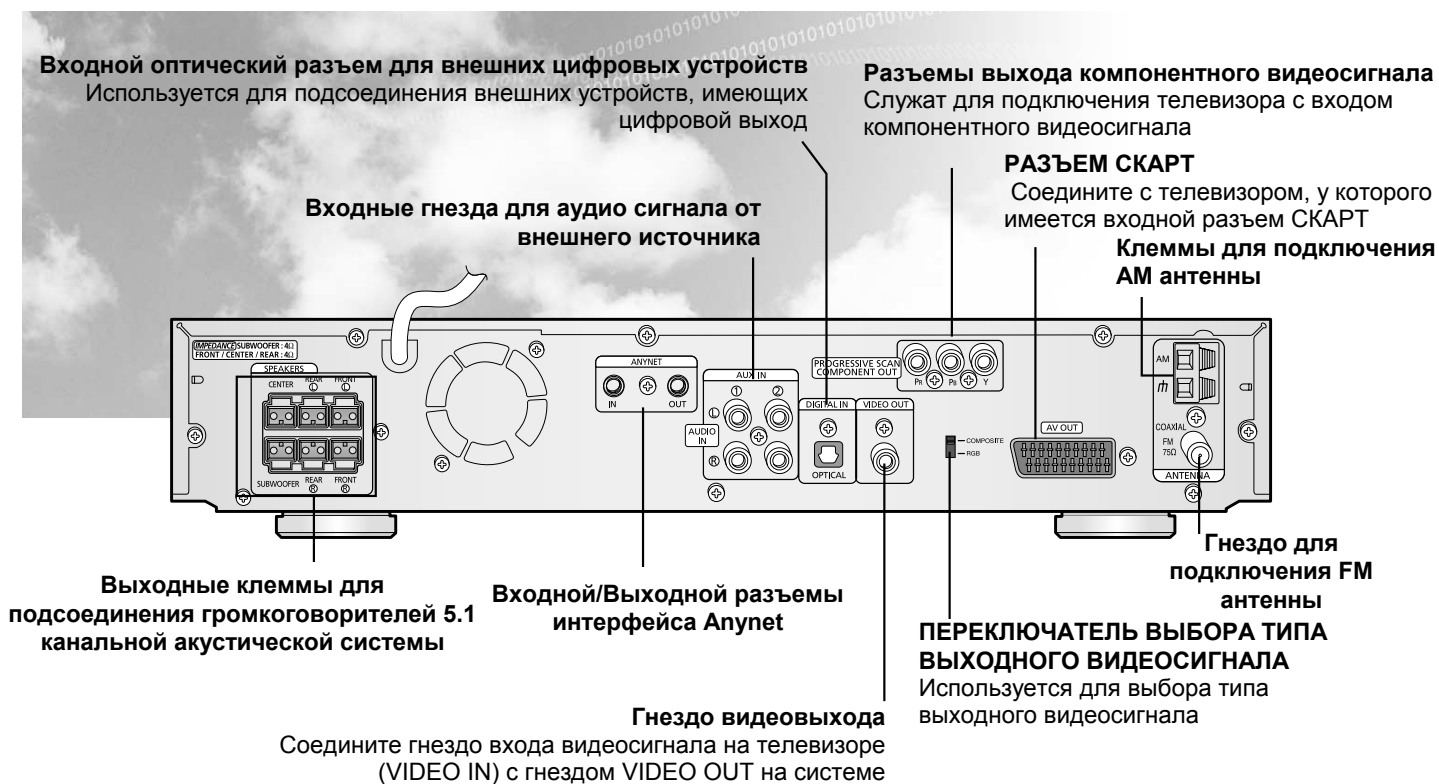 Входной оптический разъем для внешних цифровых устройств
Используется для подсоединения внешних устройств, имеющих
цифровой выход
Разъемы выхода компонентного видеосигнала
Служат для подключения телевизора с входом
компонентного видеосигнала
РАЗЪЕМ СКАРТ
Соедините с телевизором, у которого
имеется входной разъем СКАРТ
Входные гнезда для аудио сигнала от
внешнего источника
Клеммы для подключения
АМ антенны
IMPEDANCE SUBWOOFER : 4Ω
FRONT / CENTER / REAR : 4Ω
SPEAKERS
CENTER REAR L FRONT L
SUBWOOFER REAR R FRONT R
ANYNET
IN OUT
AUX IN
1 2
L
AUDIO IN
R
DIGITAL IN
OPTICAL
VIDEO OUT
PROGRESSIVE SCAN
COMPONENT OUT
PR PB Y
COMPOSITE
RGB
AV OUT
AM
COAXIAL
FM
75Ω
ANTENNA
Выходные клеммы для
подсоединения громкоговорителей 5.1
канальной акустической системы
Входной/Выходной разъемы
интерфейса Anynet
Гнездо для
подключения FM
антенны
ПЕРЕКЛЮЧАТЕЛЬ ВЫБОРА ТИПА
ВЫХОДНОГО ВИДЕОСИГНАЛА
Используется для выбора типа
выходного видеосигнала
Гнездо видеовыхода
Соедините гнездо входа видеосигнала на телевизоре
(VIDEO IN) с гнездом VIDEO OUT на системе